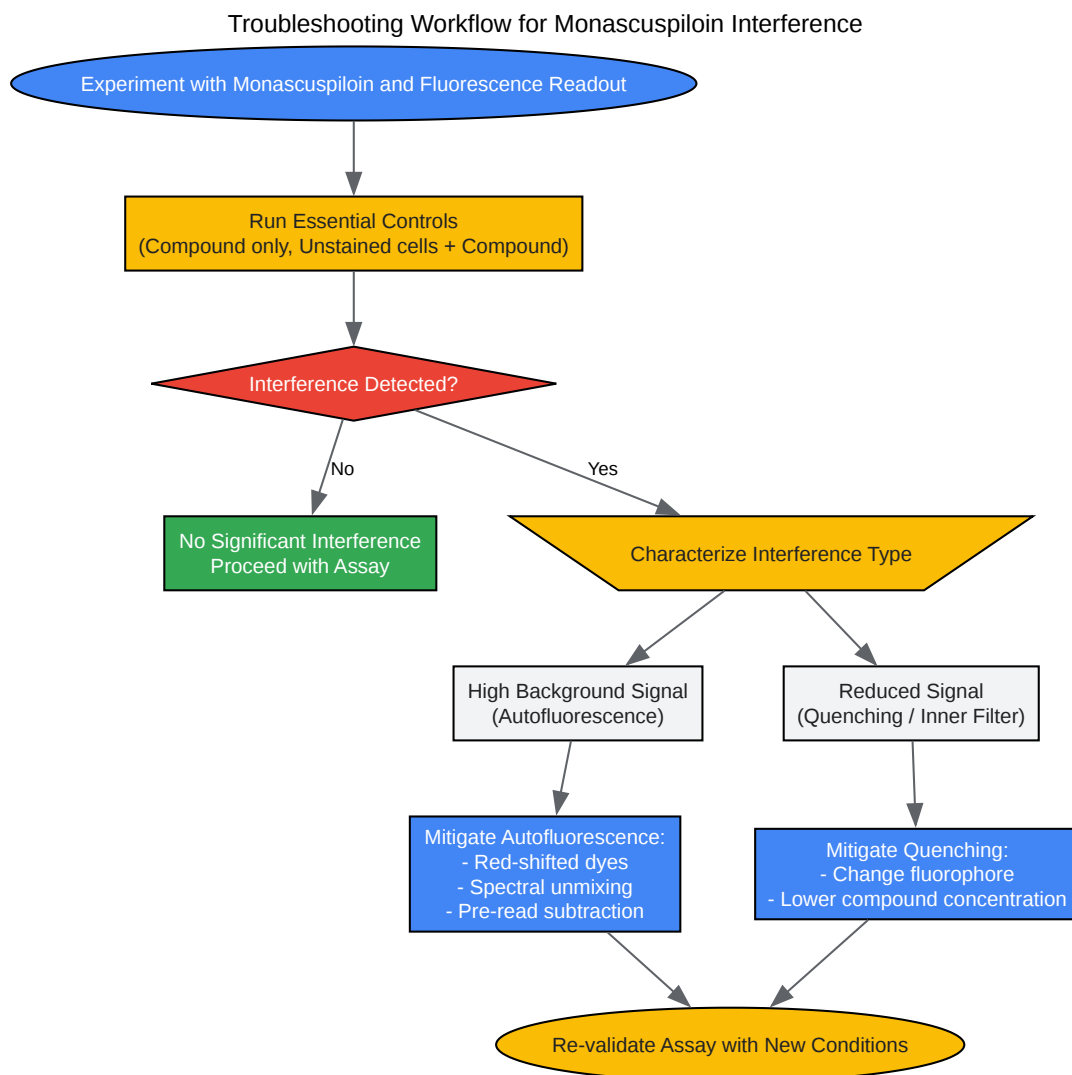 Troubleshooting Workflow for Monascuspiloin Interference
Experiment with Monascuspiloin and Fluorescence Readout
Run Essential Controls
(Compound only, Unstained cells + Compound)
Interference Detected?
No
Yes
No Significant Interference
Proceed with Assay
Characterize Interference Type
High Background Signal
(Autofluorescence)
Reduced Signal
(Quenching / Inner Filter)
Mitigate Autofluorescence:
- Red-shifted dyes
- Spectral unmixing
- Pre-read subtraction
Mitigate Quenching:
- Change fluorophore
- Lower compound concentration
Re-validate Assay with New Conditions